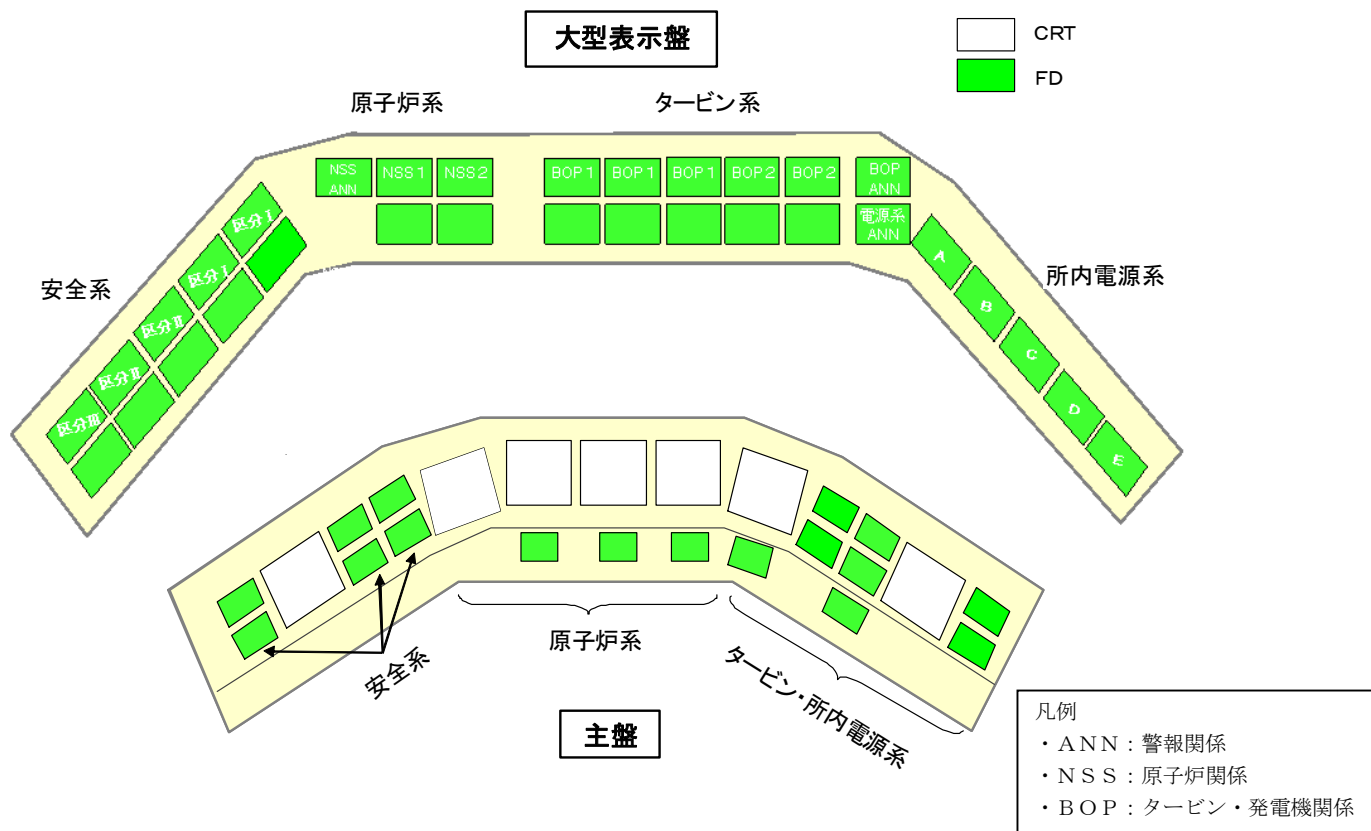 大型表示盤
CRT
FD
原子炉系
タービン系
NSS
ANN
NSS1
NSS2
BOP1
BOP1
BOP1
BOP2
BOP2
BOP
ANN
電源系
ANN
安全系
区分Ⅰ
区分Ⅰ
区分Ⅱ
区分Ⅱ
区分Ⅲ
所内電源系
A
B
C
D
E
安全系
原子炉系
タービン・所内電源系
主盤
凡例
・ANN：警報関係
・NSS：原子炉関係
・BOP：タービン・発電機関係